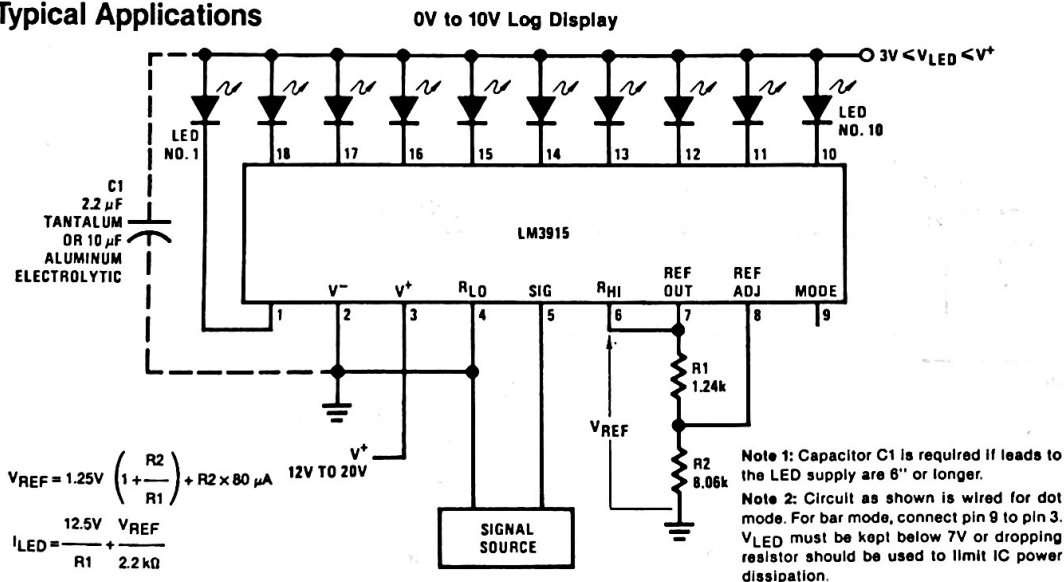 Typical Applications
0V to 10V Log Display
3V ≤ VLED ≤ V+
LED
NO. 1
LED
NO. 10
18
17
16
15
14
13
12
11
10
C1
2.2 μF
TANTALUM
OR 10 μF
ALUMINUM
ELECTROLYTIC
LM3915
V−
V+
RLO
SIG
RHI
REF
OUT
REF
ADJ
MODE
1
2
3
4
5
6
7
8
9
R1
1.24k
VREF
R2
8.06k
V+
12V TO 20V
SIGNAL
SOURCE
VREF = 1.25V (1 + R2/R1) + R2 × 80 μA
ILED = 12.5V/R1 + VREF/2.2 kΩ
Note 1: Capacitor C1 is required if leads to
the LED supply are 6" or longer.
Note 2: Circuit as shown is wired for dot
mode. For bar mode, connect pin 9 to pin 3.
VLED must be kept below 7V or dropping
resistor should be used to limit IC power
dissipation.